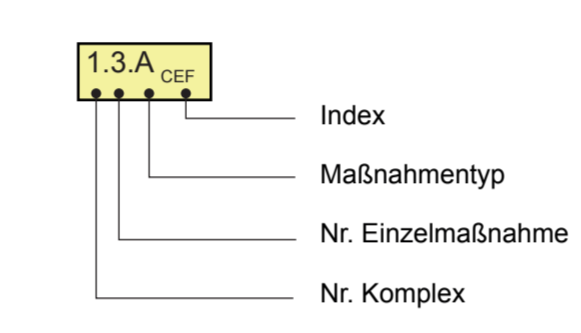 1.3.A CEF
Index
Maßnahmentyp
Nr. Einzelmaßnahme
Nr. Komplex